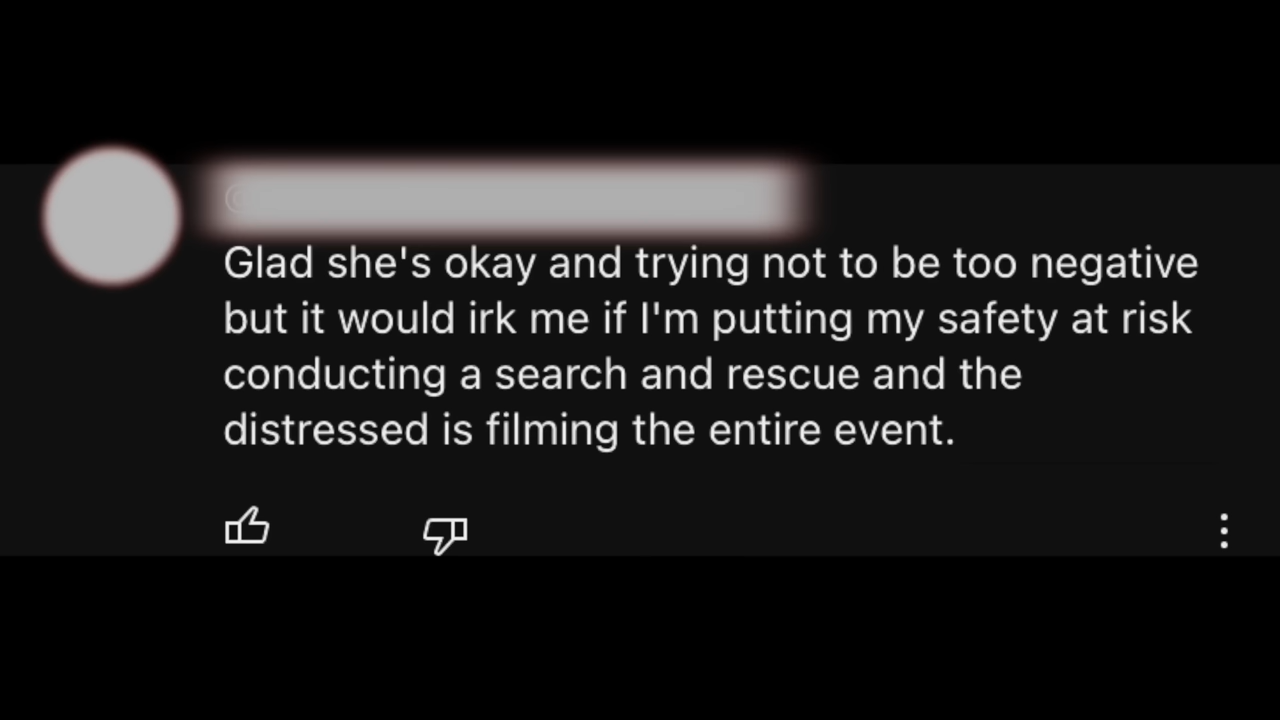 Glad she's okay and trying not to be too negative
but it would irk me if I'm putting my safety at risk
conducting a search and rescue and the
distressed is filming the entire event.